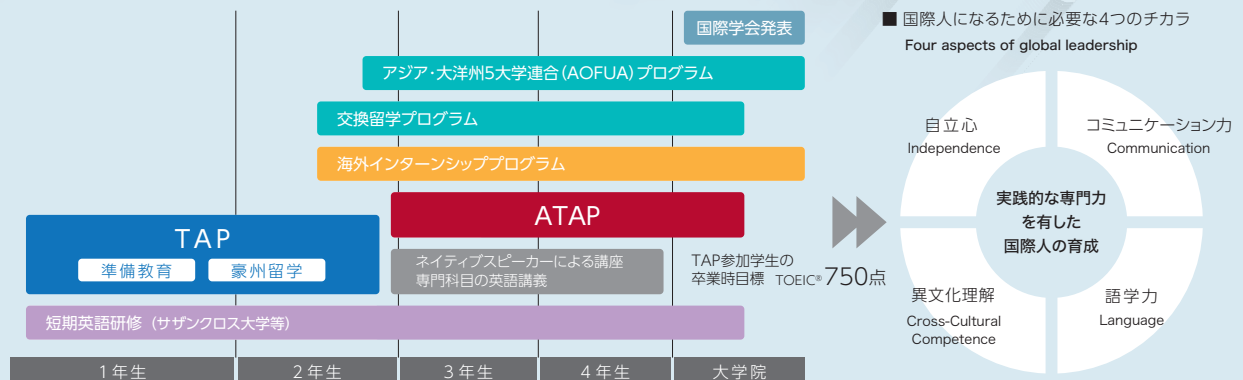 国際学会発表
アジア・大洋州5大学連合(AOFUA)プログラム
交換留学プログラム
海外インターンシッププログラム
ATAP
TAP
準備教育
豪州留学
ネイティブスピーカーによる講座
専門科目の英語講義
TAP参加学生の
卒業時目標 TOEIC® 750点
短期英語研修（サザンクロス大学等）
1年生
2年生
3年生
4年生
大学院
■ 国際人になるために必要な4つのチカラ
Four aspects of global leadership
自立心
Independence
コミュニケーション力
Communication
実践的な専門力
を有した
国際人の育成
異文化理解
Cross-Cultural
Competence
語学力
Language